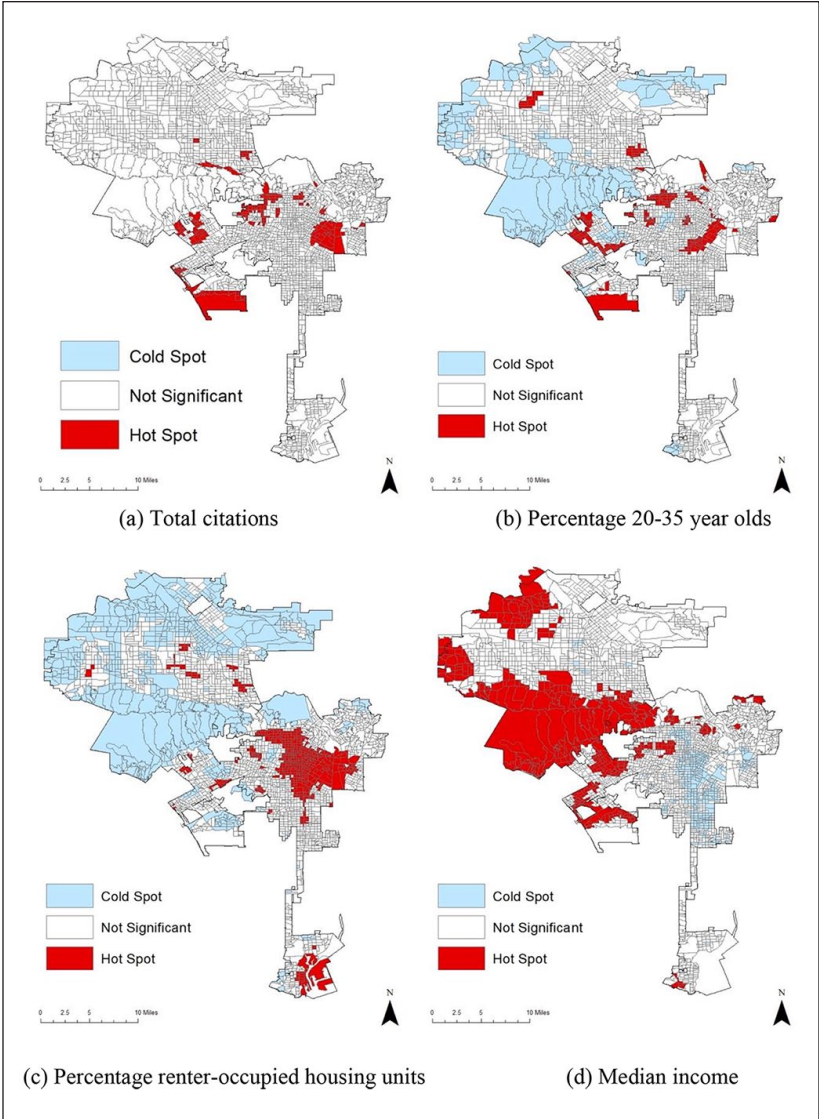 Cold Spot
Not Significant
Hot Spot
N
0 2.5 5 10 Miles
(a) Total citations
Cold Spot
Not Significant
Hot Spot
N
0 2.5 5 10 Miles
(b) Percentage 20-35 year olds
Cold Spot
Not Significant
Hot Spot
N
0 2.5 5 10 Miles
(c) Percentage renter-occupied housing units
Cold Spot
Not Significant
Hot Spot
N
0 2.5 5 10 Miles
(d) Median income